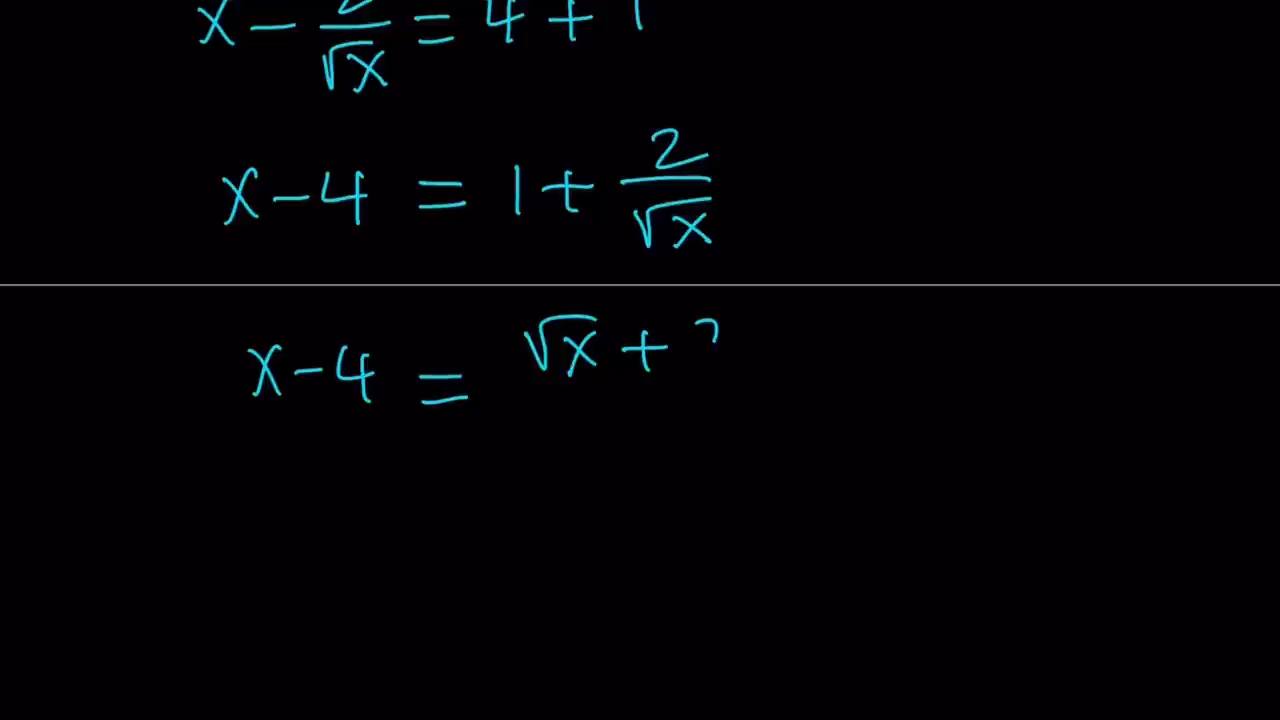 x - 2/√x = 4 + 1
x - 4 = 1 + 2/√x
x - 4 = √x +